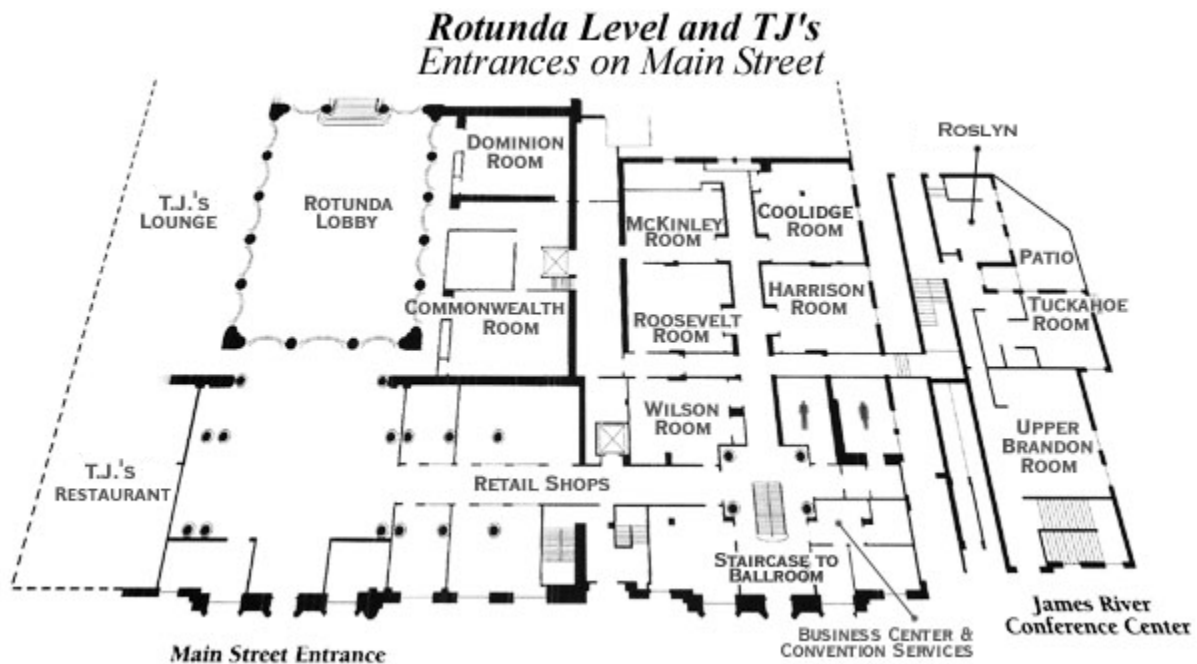 Rotunda Level and TJ's
Entrances on Main Street
DOMINION
ROOM
ROSLYN
T.J.'S
LOUNGE
ROTUNDA
LOBBY
MCKINLEY
ROOM
COOLIDGE
ROOM
PATIO
COMMONWEALTH
ROOM
ROOSEVELT
ROOM
HARRISON
ROOM
TUCKAHOE
ROOM
WILSON
ROOM
UPPER
BRANDON
ROOM
T.J.'S
RESTAURANT
RETAIL SHOPS
STAIRCASE TO
BALLROOM
James River
Conference Center
BUSINESS CENTER &
CONVENTION SERVICES
Main Street Entrance